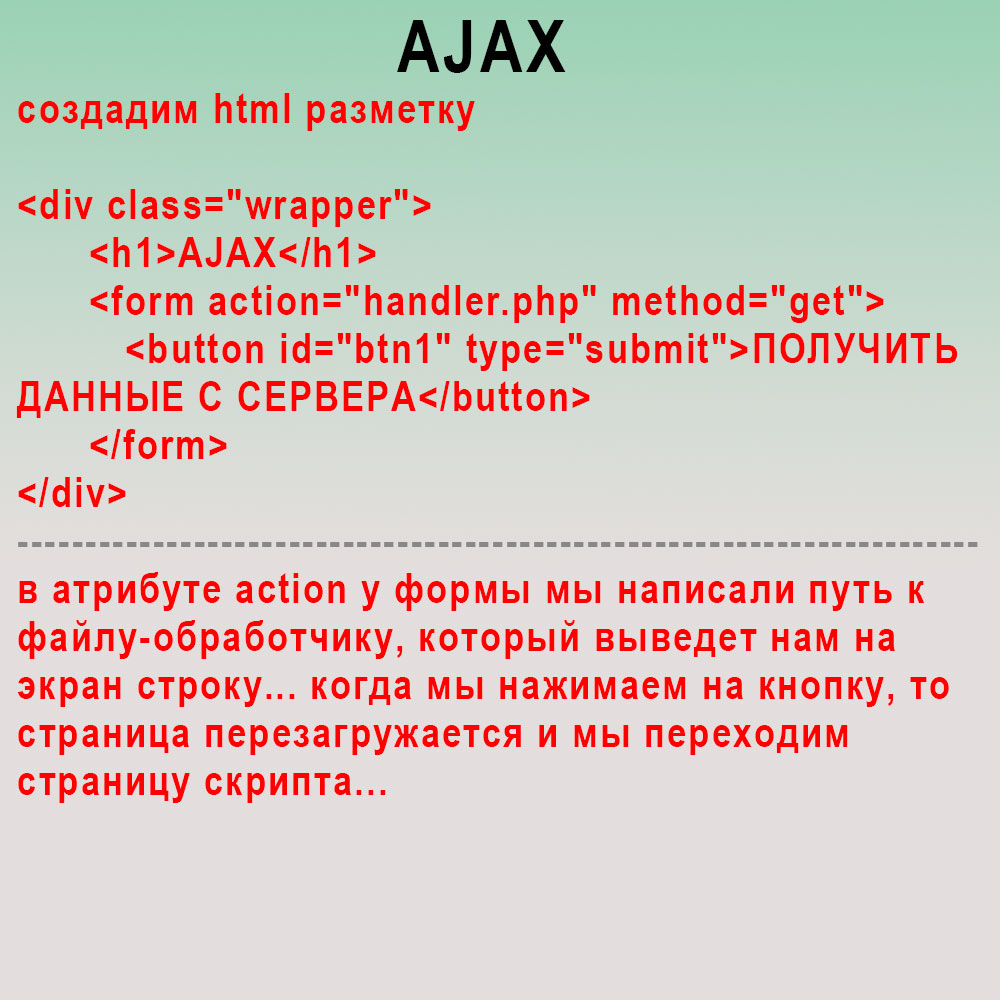 AJAX
создадим html разметку
<div class="wrapper">
<h1>AJAX</h1>
<form action="handler.php" method="get">
<button id="btn1" type="submit">ПОЛУЧИТЬ
ДАННЫЕ С СЕРВЕРА</button>
</form>
</div>
-----------------------------------------------------------------------
в атрибуте action у формы мы написали путь к
файлу-обработчику, который выведет нам на
экран строку... когда мы нажимаем на кнопку, то
страница перезагружается и мы переходим
страницу скрипта...